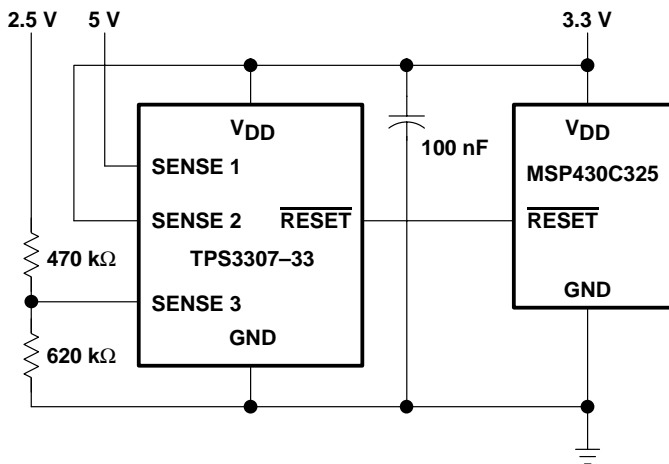 2.5 V
5 V
3.3 V
VDD
SENSE 1
SENSE 2
RESET
TPS3307–33
SENSE 3
GND
470 kΩ
620 kΩ
100 nF
VDD
MSP430C325
RESET
GND